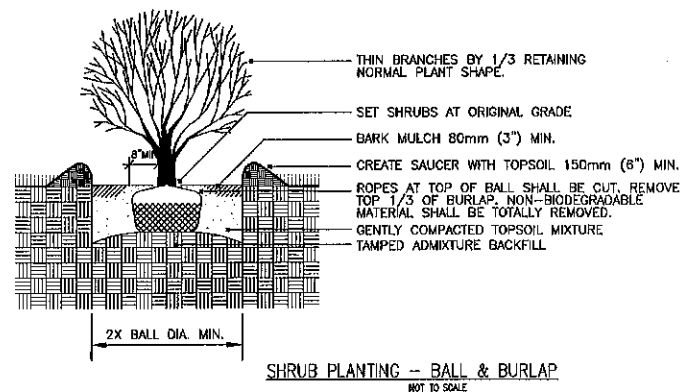 THIN BRANCHES BY 1/3 RETAINING
NORMAL PLANT SHAPE.
SET SHRUBS AT ORIGINAL GRADE
BARK MULCH 80mm (3") MIN.
8"MIN
CREATE SAUCER WITH TOPSOIL 150mm (6") MIN.
ROPES AT TOP OF BALL SHALL BE CUT. REMOVE
TOP 1/3 OF BURLAP. NON-BIODEGRADABLE
MATERIAL SHALL BE TOTALLY REMOVED.
GENTLY COMPACTED TOPSOIL MIXTURE
TAMPED ADMIXTURE BACKFILL
2X BALL DIA. MIN.
SHRUB PLANTING - BALL & BURLAP
NOT TO SCALE